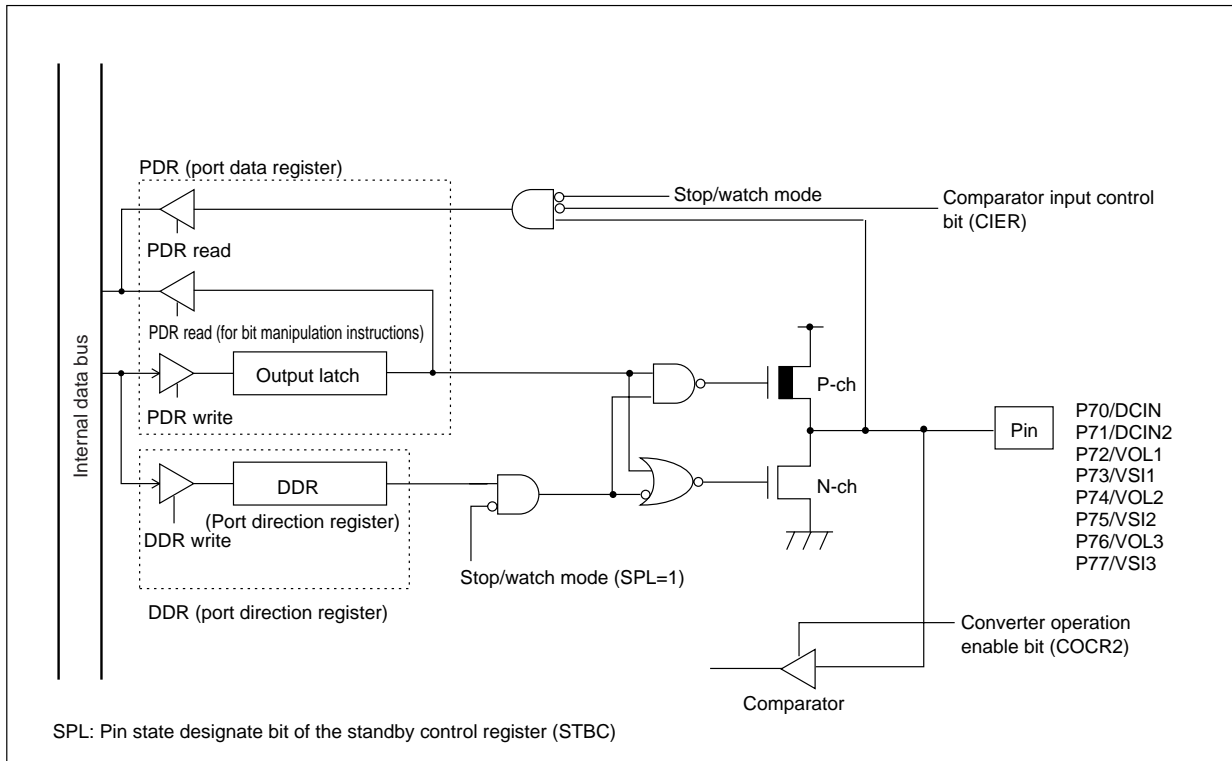 PDR (port data register)
Stop/watch mode
Comparator input control
bit (CIER)
PDR read
PDR read (for bit manipulation instructions)
Output latch
P-ch
PDR write
Internal data bus
Pin
P70/DCIN
P71/DCIN2
P72/VOL1
P73/VSI1
P74/VOL2
P75/VSI2
P76/VOL3
P77/VSI3
DDR
N-ch
(Port direction register)
DDR write
Stop/watch mode (SPL=1)
DDR (port direction register)
Converter operation
enable bit (COCR2)
Comparator
SPL: Pin state designate bit of the standby control register (STBC)